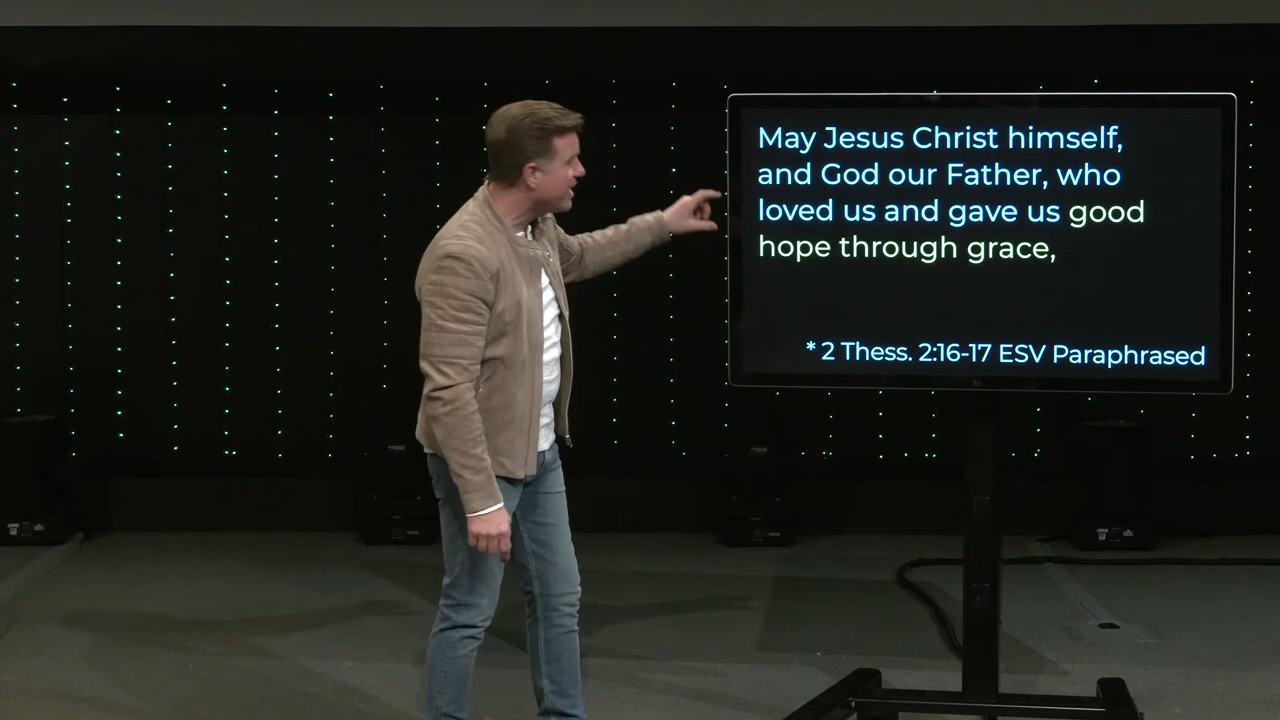 May Jesus Christ himself,
and God our Father, who
loved us and gave us good
hope through grace,
* 2 Thess. 2:16-17 ESV Paraphrased